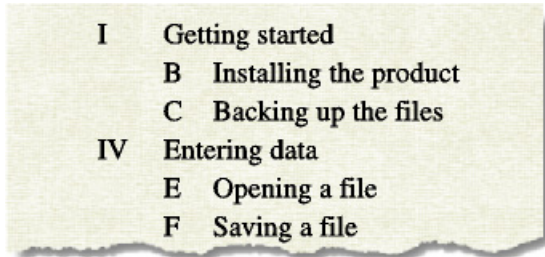 I Getting started
B Installing the product
C Backing up the files
IV Entering data
E Opening a file
F Saving a file